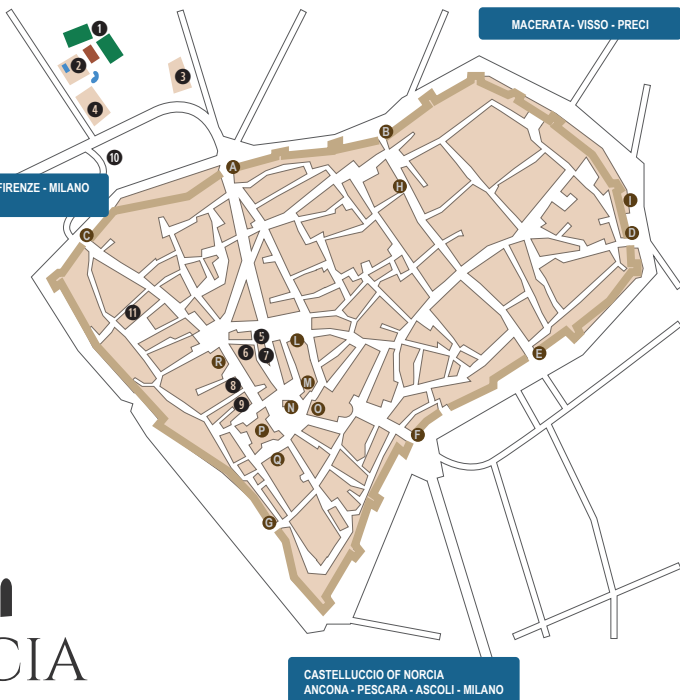 1
MACERATA- VISSO - PRECI
2
3
4
10
B
A
FIRENZE - MILANO
H
I
C
D
11
5
L
6
7
E
R
8
M
9
N
O
P
F
Q
G
CIA
CASTELLUCCIO OF NORCIA
ANCONA - PESCARA - ASCOLI - MILANO